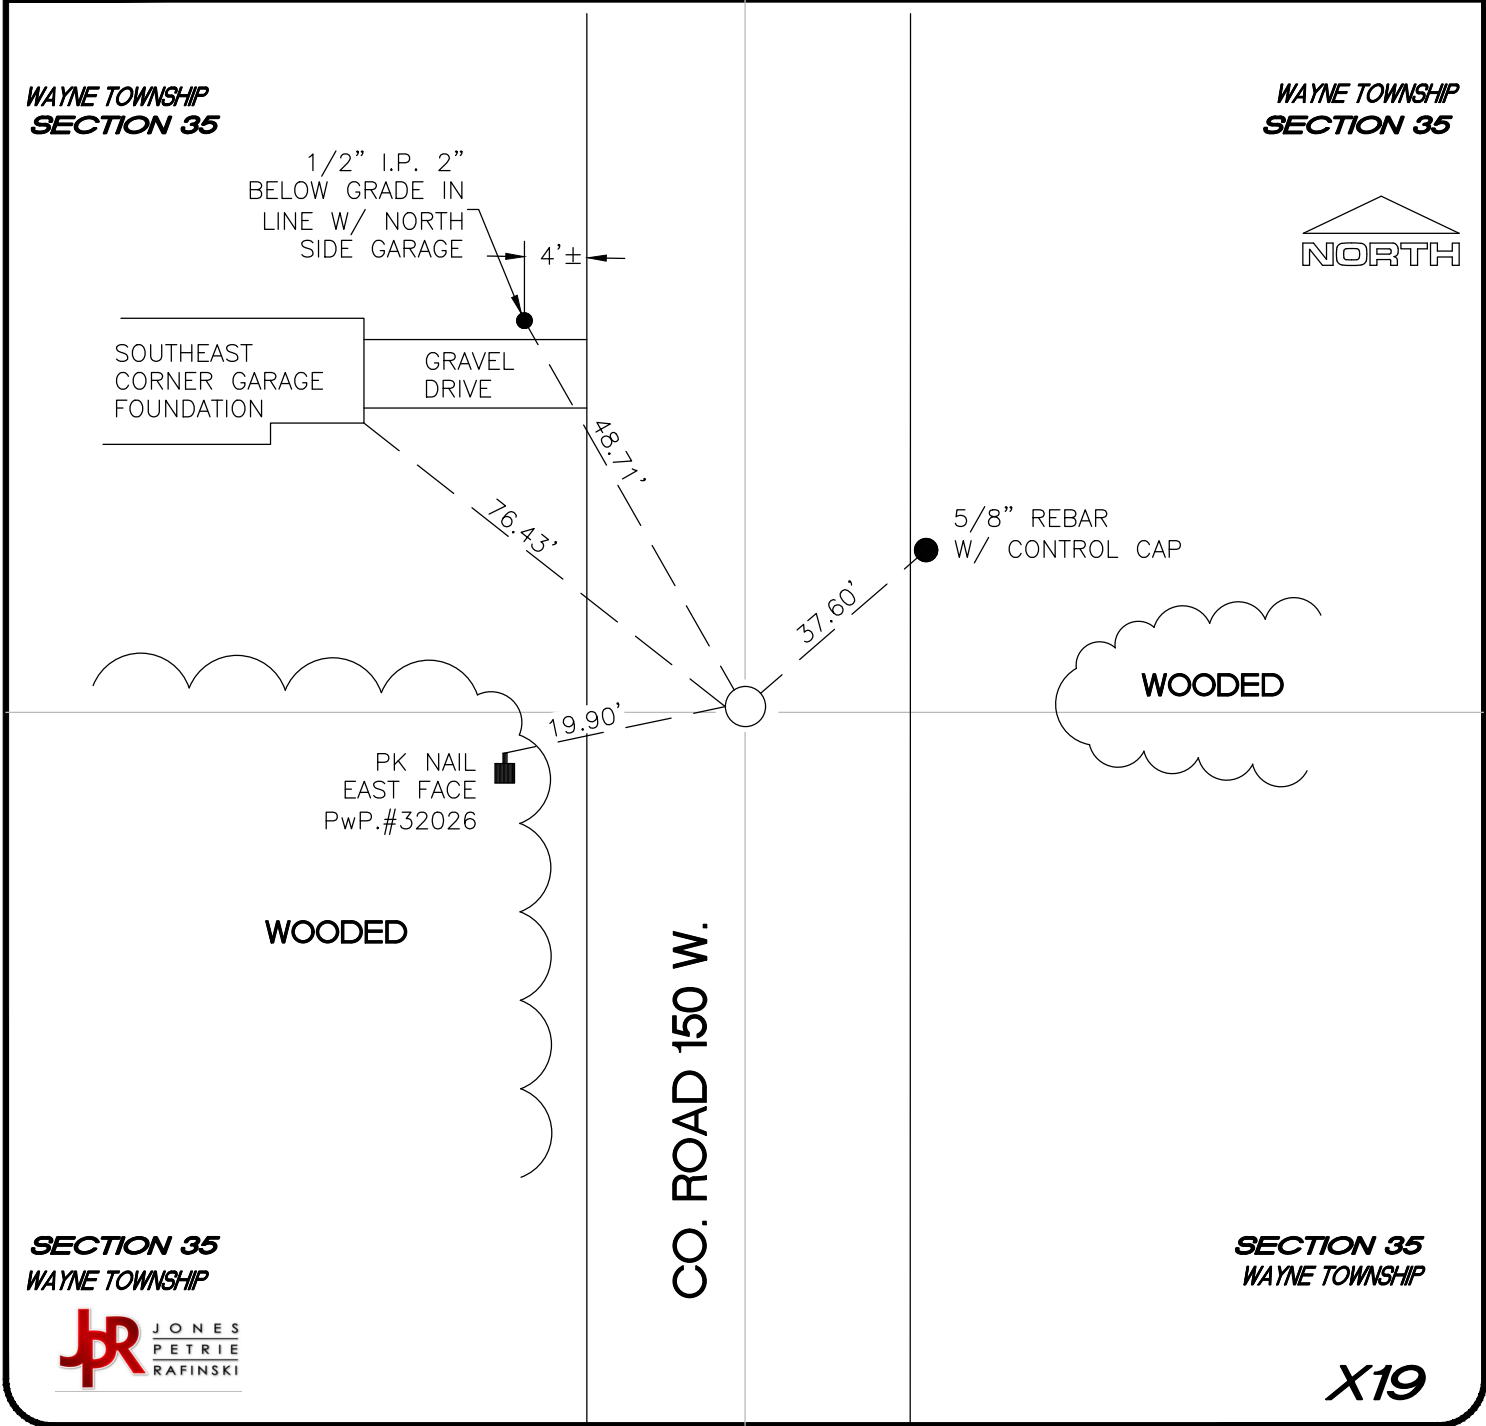 WAYNE TOWNSHIP
SECTION 35
WAYNE TOWNSHIP
SECTION 35
1/2” I.P. 2”
BELOW GRADE IN
LINE W/ NORTH
SIDE GARAGE
4'±
NORTH
SOUTHEAST
CORNER GARAGE
FOUNDATION
GRAVEL
DRIVE
48.71'
76.43'
5/8” REBAR
W/ CONTROL CAP
37.60'
WOODED
19.90'
PK NAIL
EAST FACE
PwP.#32026
WOODED
CO. ROAD 150 W.
SECTION 35
WAYNE TOWNSHIP
SECTION 35
WAYNE TOWNSHIP
JPR
JONES
PETRIE
RAFINSKI
X19